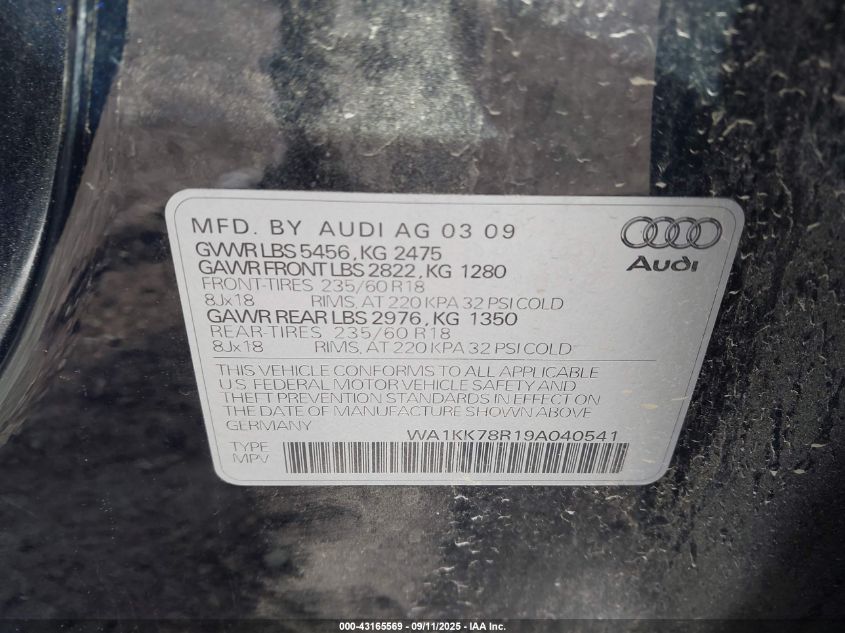 MFD. BY AUDI AG 03 09
GVWR LBS 5456, KG 2475
GAWR FRONT LBS 2822, KG 1280
FRONT-TIRES 235/60 R18
8Jx18 RIMS, AT 220 KPA 32 PSI COLD
GAWR REAR LBS 2976, KG 1350
REAR-TIRES 235/60 R18
8Jx18 RIMS, AT 220 KPA 32 PSI COLD
Audi
THIS VEHICLE CONFORMS TO ALL APPLICABLE
U.S. FEDERAL MOTOR VEHICLE SAFETY AND
THEFT PREVENTION STANDARDS IN EFFECT ON
THE DATE OF MANUFACTURE SHOWN ABOVE
GERMANY WA1KK78R19A040541
TYPE
MPV
000-43165569 - 09/11/2025 - IAA Inc.